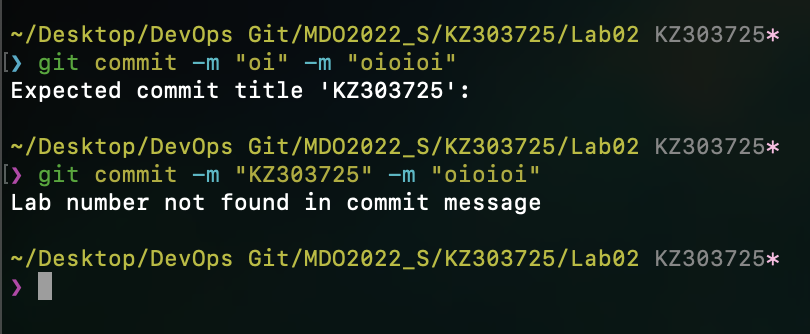 ~/Desktop/DevOps Git/MDO2022_S/KZ303725/Lab02 KZ303725*
[❯ git commit -m "oi" -m "oioioi"
Expected commit title 'KZ303725':
~/Desktop/DevOps Git/MDO2022_S/KZ303725/Lab02 KZ303725*
[❯ git commit -m "KZ303725" -m "oioioi"
Lab number not found in commit message
~/Desktop/DevOps Git/MDO2022_S/KZ303725/Lab02 KZ303725*
❯